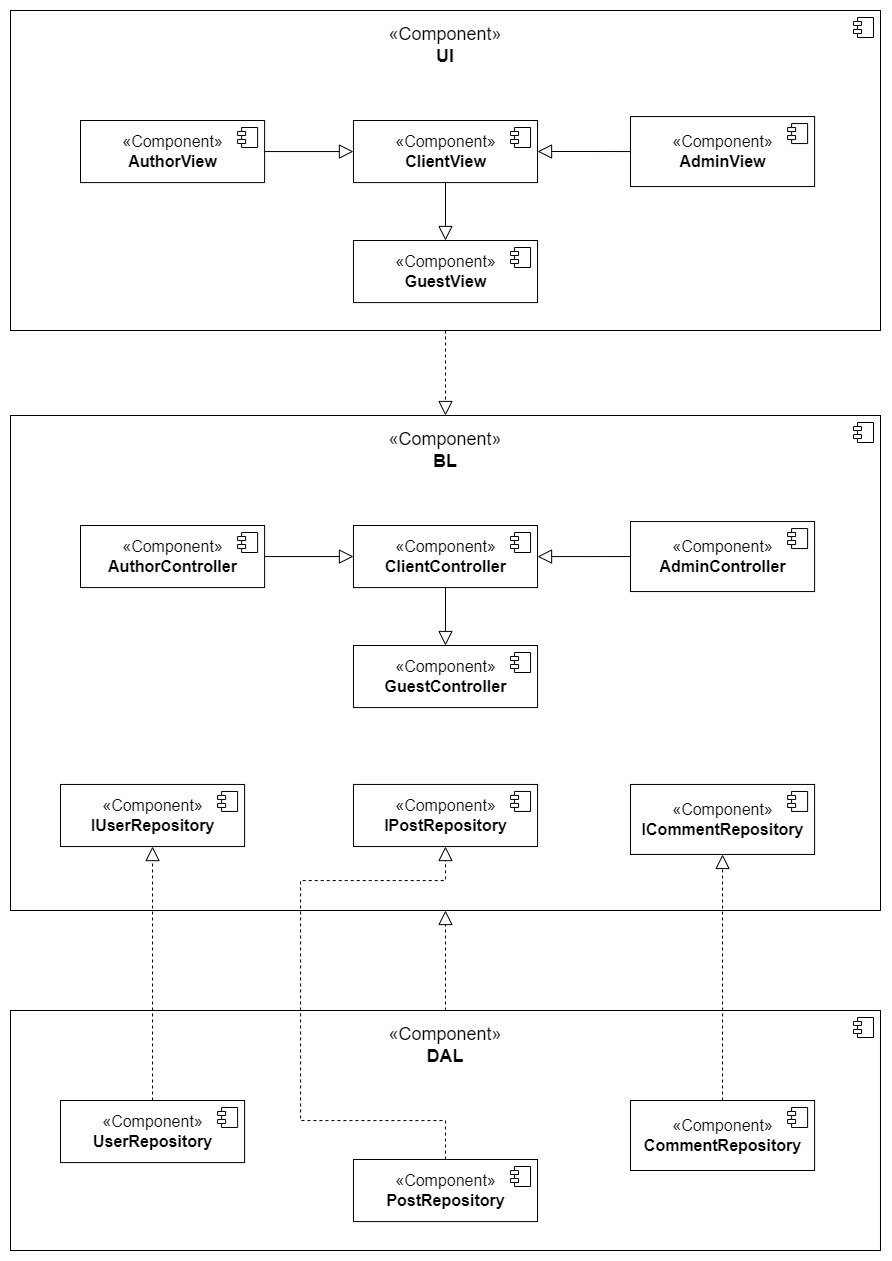 «Component»
UI
«Component»
AuthorView
«Component»
ClientView
«Component»
AdminView
«Component»
GuestView
«Component»
BL
«Component»
AuthorController
«Component»
ClientController
«Component»
AdminController
«Component»
GuestController
«Component»
IUserRepository
«Component»
IPostRepository
«Component»
ICommentRepository
«Component»
DAL
«Component»
UserRepository
«Component»
PostRepository
«Component»
CommentRepository